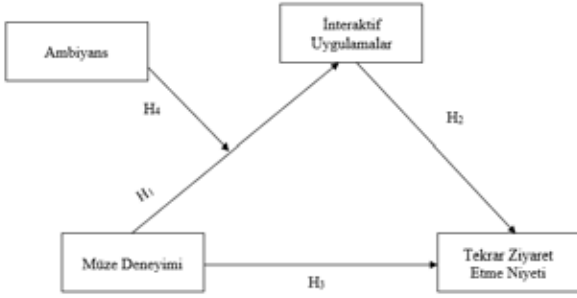 İnteraktif
Uygulamalar
Ambiyans
H₄
H₂
H₁
Müze Deneyimi
H₃
Tekrar Ziyaret
Etme Niyeti